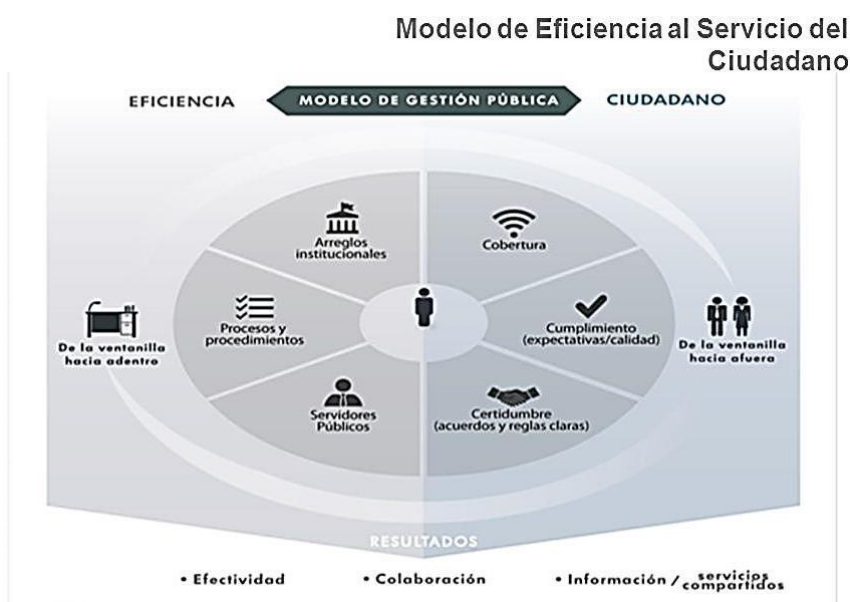 Modelo de Eficiencia al Servicio del
Ciudadano
EFICIENCIA
MODELO DE GESTIÓN PÚBLICA
CIUDADANO
Arreglos
institucionales
Cobertura
Procesos y
procedimientos
Cumplimiento
(expectativas/calidad)
De la ventanilla
hacia adentro
De la ventanilla
hacia afuera
Servidores
Públicos
Certidumbre
(acuerdos y reglas claras)
RESULTADOS
• Efectividad
• Colaboración
• Información / servicios
compartidos